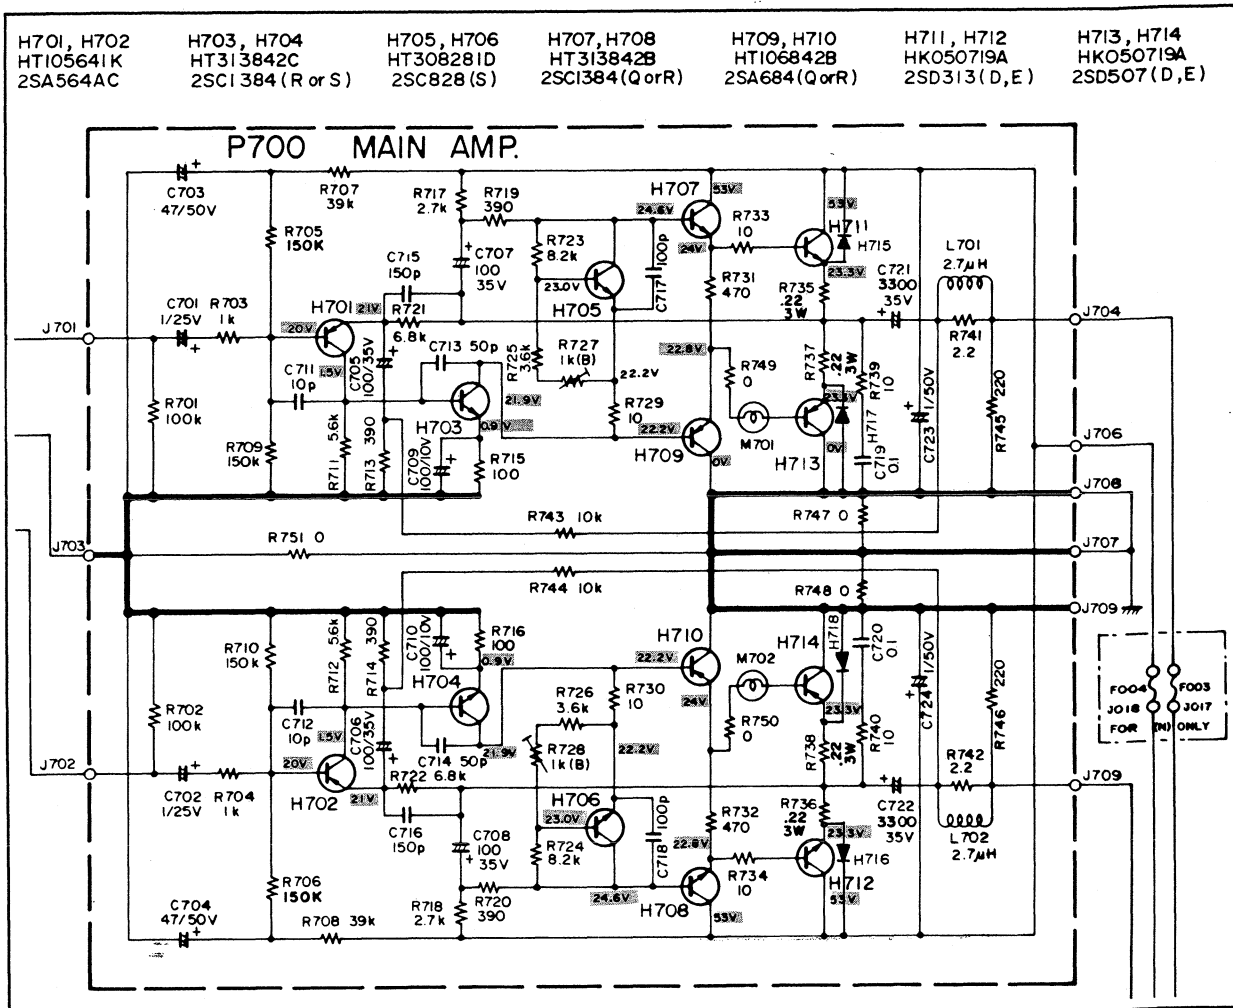 H701, H702
HT105641K
2SA564AC
H703, H704
HT313842C
2SC1384(R or S)
H705, H706
HT308281D
2SC828(S)
H707, H708
HT313842B
2SC1384(QorR)
H709, H710
HT106842B
2SA684(QorR)
H711, H712
HK050719A
2SD313(D,E)
H713, H714
HK050719A
2SD507(D,E)
P700 MAIN AMP.
C703
47/50V
R707
39k
R717
2.7k
R719
390
H707
53V
24.6V
24V
R733
10
53V
H711
H715
R705
150K
C715
150p
C707
100
35V
R723
8.2k
23.0V
H705
C717
100p
R731
470
23.3V
R735
.22
3W
C721
3300
35V
L701
2.7μH
J701
C701
1/25V
R703
1k
H701
20V
21V
R721
6.8k
R741
2.2
J704
1.5V
C705
100/35V
C713 50p
R725
3.6k
R727
1k(B)
22.2V
22.8V
R749
0
R737
.22
3W
R739
10
C711
10p
21.9V
H703
0.9V
R729
10
22.2V
H709
0V
M701
23.3V
H717
H713
0V
C719
0.1
C723
1/50V
R745
220
R701
100k
R709
150k
R711
5.6k
R713
390
C709
100/10V
R715
100
J706
J708
R743 10k
R747 0
R751 0
J703
J707
R744 10k
R748 0
J709
R710
150k
R712
5.6k
R714
390
C710
100/10V
R716
100
0.9V
H704
H710
22.2V
24V
M702
H714
H718
C720
0.1
C724
1/50V
R746
220
R702
100k
C712
10p
1.5V
C706
100/35V
C714 50p
21.9V
R726
3.6k
R730
10
22.2V
R728
1k(B)
R750
0
23.3V
R738
.22
3W
R740
10
F004
J018
F003
J017
FOR (N) ONLY
J702
C702
1/25V
R704
1k
20V
H702
21V
R722
6.8k
R742
2.2
J709
C716
150p
C708
100
35V
23.0V
H706
C718
100p
R732
470
R736
.22
3W
C722
3300
35V
L702
2.7μH
R724
8.2k
22.8V
R734
10
23.3V
H716
H712
53V
R706
150K
C704
47/50V
R708 39k
R718
2.7k
R720
390
24.6V
H708
53V